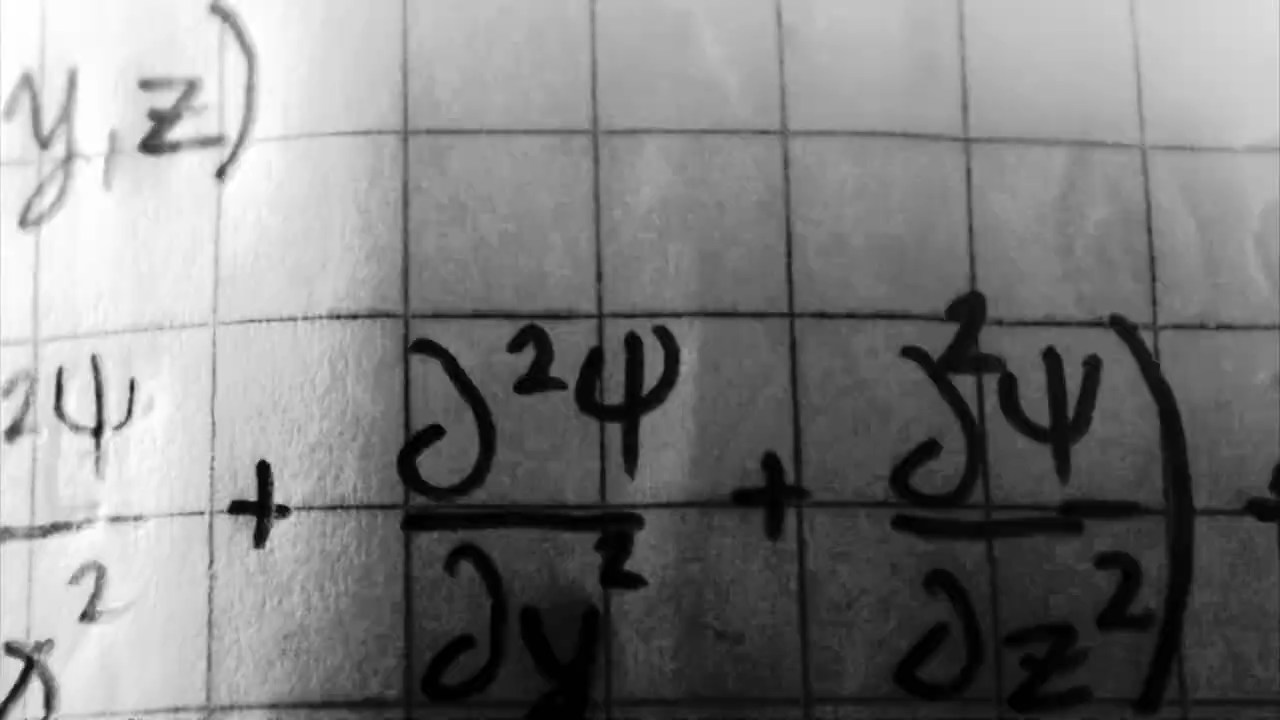 y, z)
²ψ + ∂²ψ + ∂²ψ)
x² ∂y² ∂z²